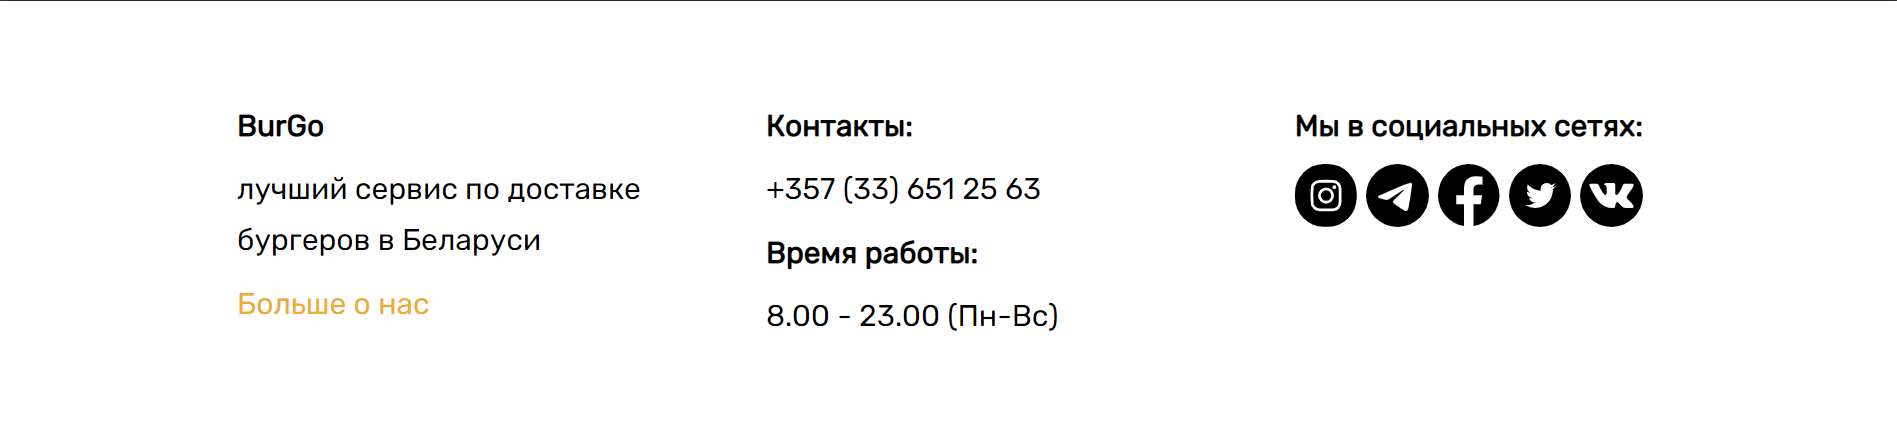 BurGo
лучший сервис по доставке
бургеров в Беларуси
Больше о нас
Контакты:
+357 (33) 651 25 63
Время работы:
8.00 - 23.00 (Пн-Вс)
Мы в социальных сетях: